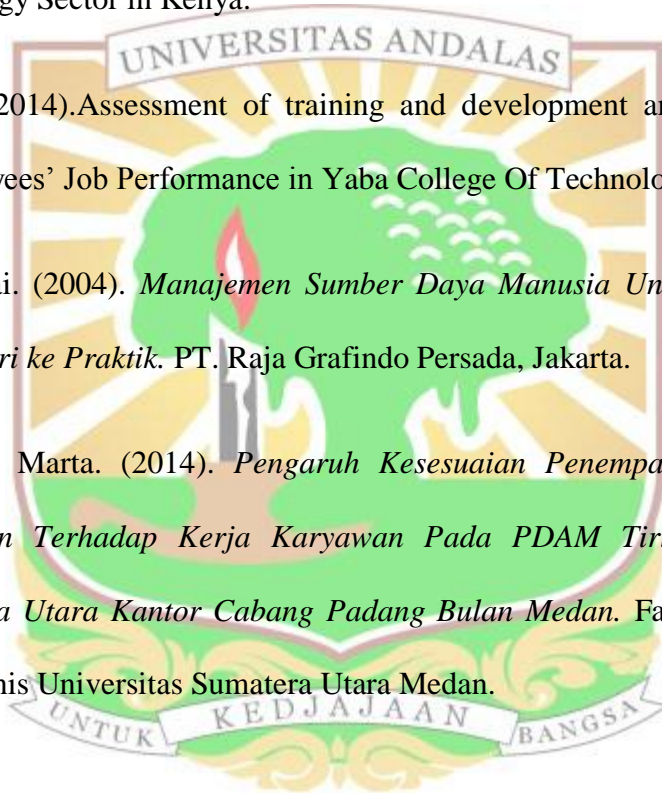 gy Sector in Kenya.
UNIVERSITAS ANDALAS
2014).Assessment of training and development an
yees’ Job Performance in Yaba College Of Technolo
ai. (2004). Manajemen Sumber Daya Manusia Un
ri ke Praktik. PT. Raja Grafindo Persada, Jakarta.
Marta. (2014). Pengaruh Kesesuaian Penempa
n Terhadap Kerja Karyawan Pada PDAM Tir
a Utara Kantor Cabang Padang Bulan Medan. Fa
nis Universitas Sumatera Utara Medan.
UNTUK KEDJAJAAN BANGSA